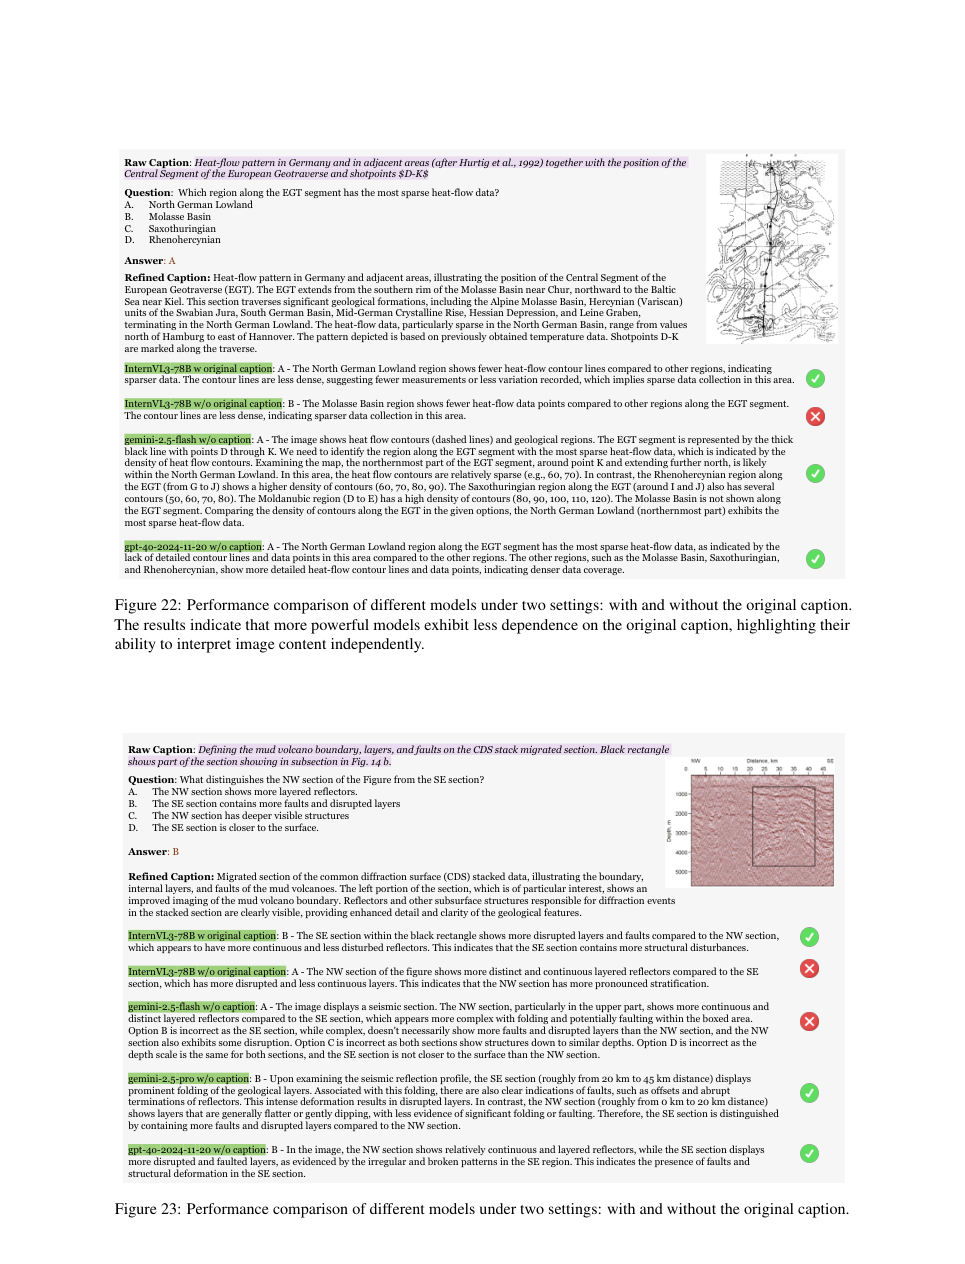 Raw Caption: Heat-flow pattern in Germany and in adjacent areas (after Hurtig et al., 1992) together with the position of the
Central Segment of the European Geotraverse and shotpoints $D-K$
Question: Which region along the EGT segment has the most sparse heat-flow data?
A. North German Lowland
B. Molasse Basin
C. Saxothuringian
D. Rhenohercynian
Answer: A
Refined Caption: Heat-flow pattern in Germany and adjacent areas, illustrating the position of the Central Segment of the
European Geotraverse (EGT). The EGT extends from the southern rim of the Molasse Basin near Chur, northward to the Baltic
Sea near Kiel. This section traverses significant geological formations, including the Alpine Molasse Basin, Hercynian (Variscan)
units of the Swabian Jura, South German Basin, Mid-German Crystalline Rise, Hessian Depression, and Leine Graben,
terminating in the North German Lowland. The heat-flow data, particularly sparse in the North German Basin, range from values
north of Hamburg to east of Hannover. The pattern depicted is based on previously obtained temperature data. Shotpoints D-K
are marked along the traverse.
InternVL3-78B w original caption: A - The North German Lowland region shows fewer heat-flow contour lines compared to other regions, indicating
sparser data. The contour lines are less dense, suggesting fewer measurements or less variation recorded, which implies sparse data collection in this area.
InternVL3-78B w/o original caption: B - The Molasse Basin region shows fewer heat-flow data points compared to other regions along the EGT segment.
The contour lines are less dense, indicating sparser data collection in this area.
gemini-2.5-flash w/o caption: A - The image shows heat flow contours (dashed lines) and geological regions. The EGT segment is represented by the thick
black line with points D through K. We need to identify the region along the EGT segment with the most sparse heat-flow data, which is indicated by the
density of heat flow contours. Examining the map, the northernmost part of the EGT segment, around point K and extending further north, is likely
within the North German Lowland. In this area, the heat flow contours are relatively sparse (e.g., 60, 70). In contrast, the Rhenohercynian region along
the EGT (from G to J) shows a higher density of contours (60, 70, 80, 90). The Saxothuringian region along the EGT (around I and J) also has several
contours (50, 60, 70, 80). The Moldanubic region (D to E) has a high density of contours (80, 90, 100, 110, 120). The Molasse Basin is not shown along
the EGT segment. Comparing the density of contours along the EGT in the given options, the North German Lowland (northernmost part) exhibits the
most sparse heat-flow data.
gpt-4o-2024-11-20 w/o caption: A - The North German Lowland region along the EGT segment has the most sparse heat-flow data, as indicated by the
lack of detailed contour lines and data points in this area compared to the other regions. The other regions, such as the Molasse Basin, Saxothuringian,
and Rhenohercynian, show more detailed heat-flow contour lines and data points, indicating denser data coverage.
Figure 22: Performance comparison of different models under two settings: with and without the original caption.
The results indicate that more powerful models exhibit less dependence on the original caption, highlighting their
ability to interpret image content independently.
Raw Caption: Defining the mud volcano boundary, layers, and faults on the CDS stack migrated section. Black rectangle
shows part of the section showing in subsection in Fig. 14 b.
Question: What distinguishes the NW section of the Figure from the SE section?
A. The NW section shows more layered reflectors.
B. The SE section contains more faults and disrupted layers
C. The NW section has deeper visible structures
D. The SE section is closer to the surface.
Answer: B
NW Distance, km SE
0 5 10 15 20 25 30 35 40 45
1000
2000
3000
4000
5000
Depth, m
Refined Caption: Migrated section of the common diffraction surface (CDS) stacked data, illustrating the boundary,
internal layers, and faults of the mud volcanoes. The left portion of the section, which is of particular interest, shows an
improved imaging of the mud volcano boundary. Reflectors and other subsurface structures responsible for diffraction events
in the stacked section are clearly visible, providing enhanced detail and clarity of the geological features.
InternVL3-78B w original caption: B - The SE section within the black rectangle shows more disrupted layers and faults compared to the NW section,
which appears to have more continuous and less disturbed reflectors. This indicates that the SE section contains more structural disturbances.
InternVL3-78B w/o original caption: A - The NW section of the figure shows more distinct and continuous layered reflectors compared to the SE
section, which has more disrupted and less continuous layers. This indicates that the NW section has more pronounced stratification.
gemini-2.5-flash w/o caption: A - The image displays a seismic section. The NW section, particularly in the upper part, shows more continuous and
distinct layered reflectors compared to the SE section, which appears more complex with folding and potentially faulting within the boxed area.
Option B is incorrect as the SE section, while complex, doesn't necessarily show more faults and disrupted layers than the NW section, and the NW
section also exhibits some disruption. Option C is incorrect as both sections show structures down to similar depths. Option D is incorrect as the
depth scale is the same for both sections, and the SE section is not closer to the surface than the NW section.
gemini-2.5-pro w/o caption: B - Upon examining the seismic reflection profile, the SE section (roughly from 20 km to 45 km distance) displays
prominent folding of the geological layers. Associated with this folding, there are also clear indications of faults, such as offsets and abrupt
terminations of reflectors. This intense deformation results in disrupted layers. In contrast, the NW section (roughly from 0 km to 20 km distance)
shows layers that are generally flatter or gently dipping, with less evidence of significant folding or faulting. Therefore, the SE section is distinguished
by containing more faults and disrupted layers compared to the NW section.
gpt-4o-2024-11-20 w/o caption: B - In the image, the NW section shows relatively continuous and layered reflectors, while the SE section displays
more disrupted and faulted layers, as evidenced by the irregular and broken patterns in the SE region. This indicates the presence of faults and
structural deformation in the SE section.
Figure 23: Performance comparison of different models under two settings: with and without the original caption.